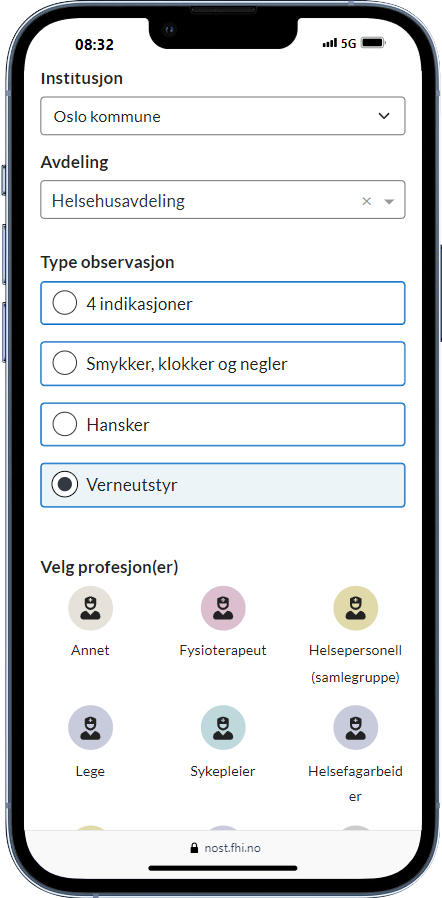 08:32
5G
Institusjon
Oslo kommune
Avdeling
Helsehusavdeling
Type observasjon
4 indikasjoner
Smykker, klokker og negler
Hansker
Verneutstyr
Velg profesjon(er)
Annet
Fysioterapeut
Helsepersonell
(samlegruppe)
Lege
Sykepleier
Helsefagarbeid
er
nost.fhi.no